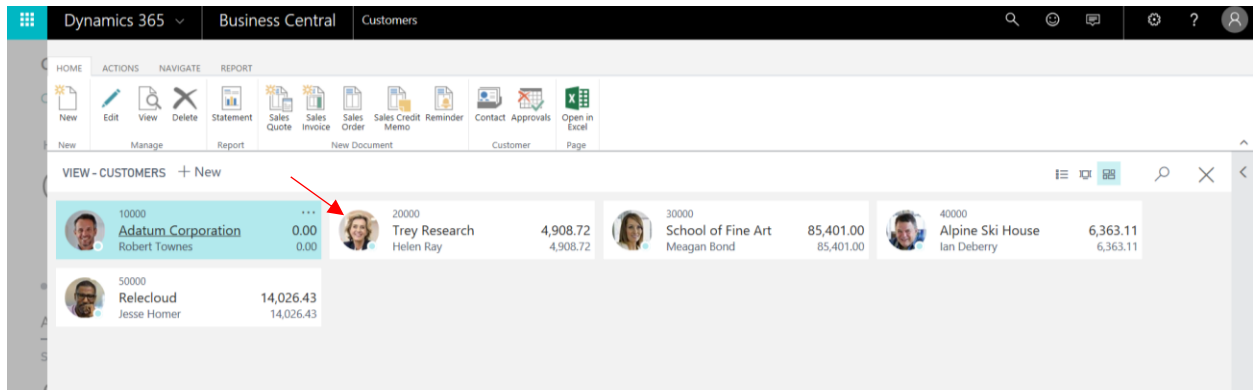 Dynamics 365 Business Central Customers ?
HOME ACTIONS NAVIGATE REPORT
New Edit View Delete Statement Sales Quote Sales Invoice Sales Order Sales Credit Memo Reminder Contact Approvals Open in Excel
New Manage Report New Document Customer Page
VIEW - CUSTOMERS + New
10000 ...
Adatum Corporation 0.00
Robert Townes 0.00
20000
Trey Research 4,908.72
Helen Ray 4,908.72
30000
School of Fine Art 85,401.00
Meagan Bond 85,401.00
40000
Alpine Ski House 6,363.11
Ian Deberry 6,363.11
50000
Relecloud 14,026.43
Jesse Homer 14,026.43